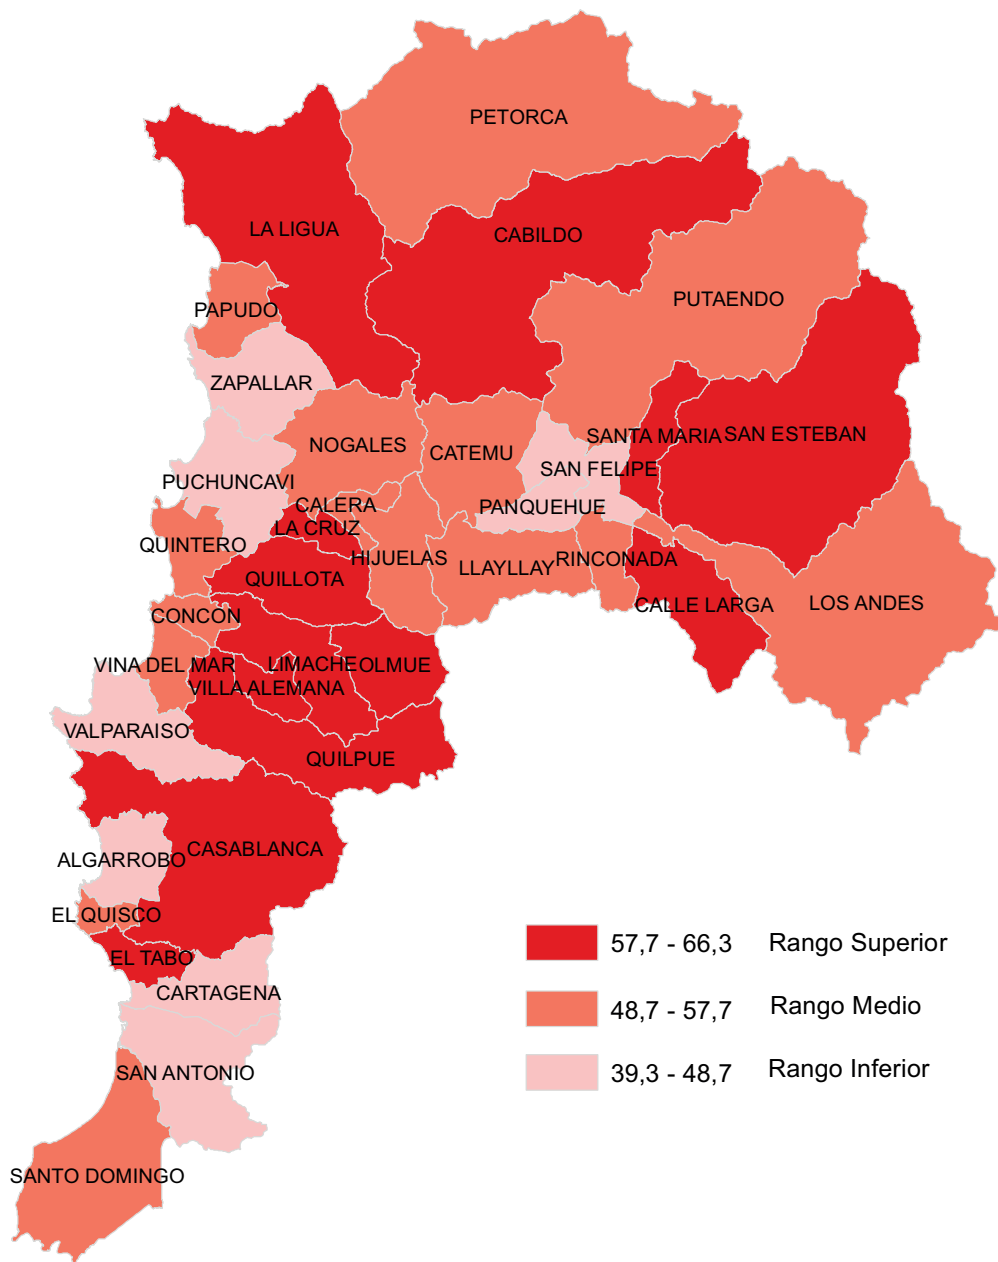 PETORCA
LA LIGUA
CABILDO
PUTAENDO
PAPUDO
ZAPALLAR
NOGALES
CATEMU
SANTA MARIA
SAN ESTEBAN
SAN FELIPE
PUCHUNCAVI
CALERA
PANQUEHUE
LA CRUZ
QUINTERO
HIJUELAS
LLAYLLAY
RINCONADA
QUILLOTA
CALLE LARGA
LOS ANDES
CONCON
VINA DEL MAR
LIMACHE
OLMUE
VILLA ALEMANA
VALPARAISO
QUILPUE
CASABLANCA
ALGARROBO
EL QUISCO
EL TABO
CARTAGENA
SAN ANTONIO
SANTO DOMINGO
57,7 - 66,3 Rango Superior
48,7 - 57,7 Rango Medio
39,3 - 48,7 Rango Inferior